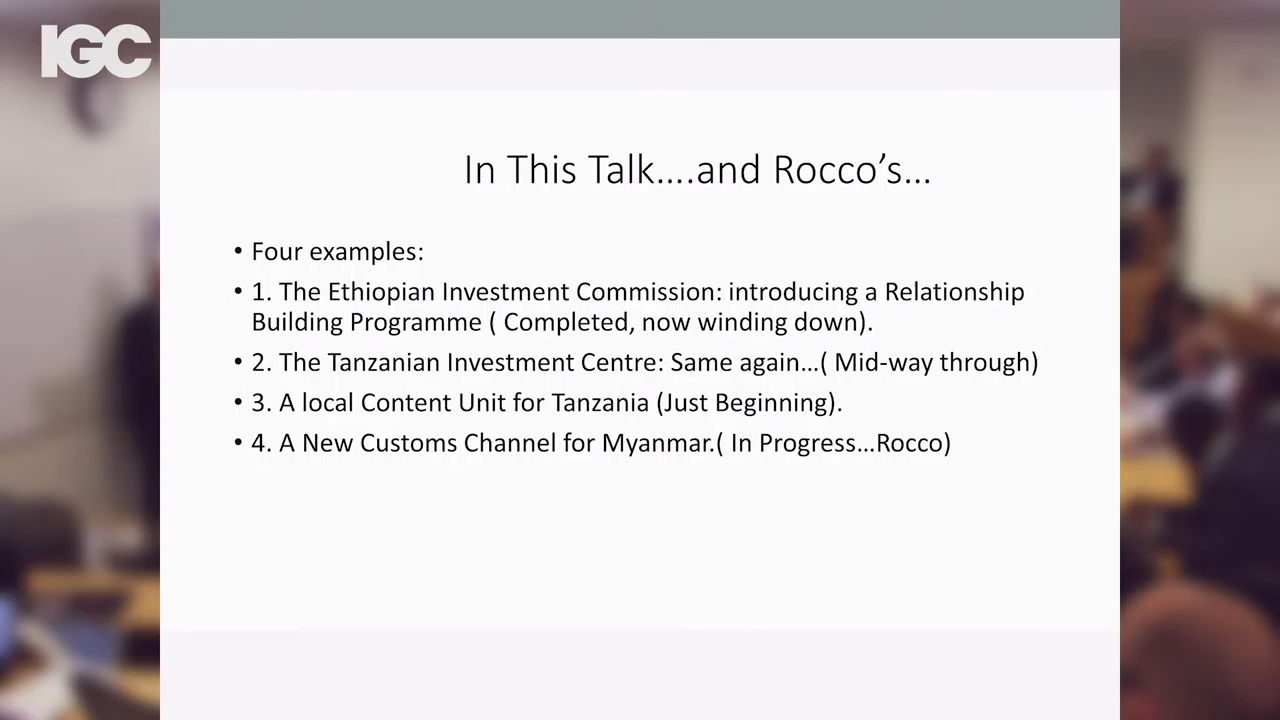 IGC
In This Talk….and Rocco’s…
• Four examples:
• 1. The Ethiopian Investment Commission: introducing a Relationship
Building Programme ( Completed, now winding down).
• 2. The Tanzanian Investment Centre: Same again…( Mid-way through)
• 3. A local Content Unit for Tanzania (Just Beginning).
• 4. A New Customs Channel for Myanmar.( In Progress…Rocco)